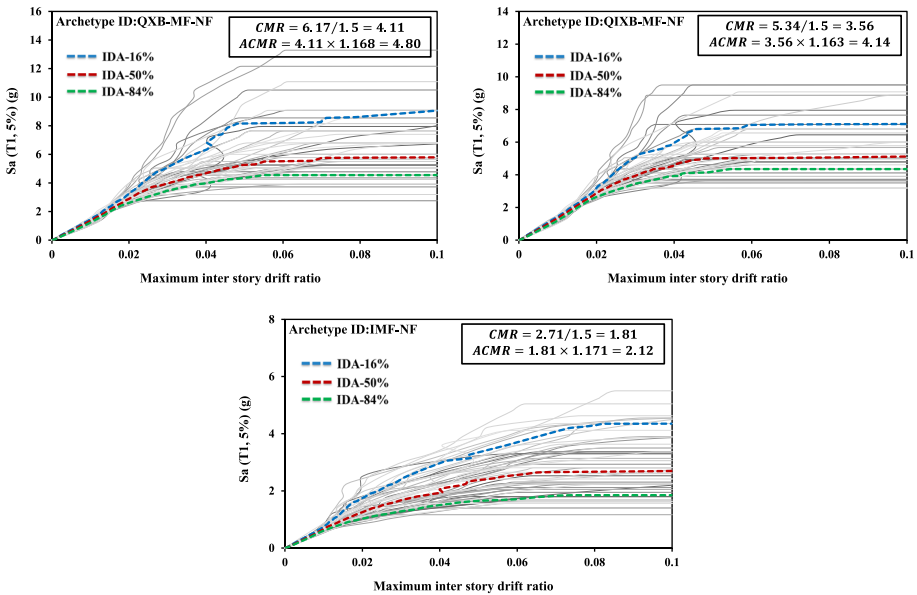 Archetype ID:QXB-MF-NF
CMR = 6.17/1.5 = 4.11
ACMR = 4.11 × 1.168 = 4.80
IDA-16%
IDA-50%
IDA-84%
Sa (T1, 5%) (g)
16
14
12
10
8
6
4
2
0
0
0.02
0.04
0.06
0.08
0.1
Maximum inter story drift ratio
Archetype ID:QIXB-MF-NF
CMR = 5.34/1.5 = 3.56
ACMR = 3.56 × 1.163 = 4.14
IDA-16%
IDA-50%
IDA-84%
Sa (T1, 5%) (g)
14
12
10
8
6
4
2
0
0
0.02
0.04
0.06
0.08
0.1
Maximum inter story drift ratio
Archetype ID:IMF-NF
CMR = 2.71/1.5 = 1.81
ACMR = 1.81 × 1.171 = 2.12
IDA-16%
IDA-50%
IDA-84%
Sa (T1, 5%) (g)
8
6
4
2
0
0
0.02
0.04
0.06
0.08
0.1
Maximum inter story drift ratio